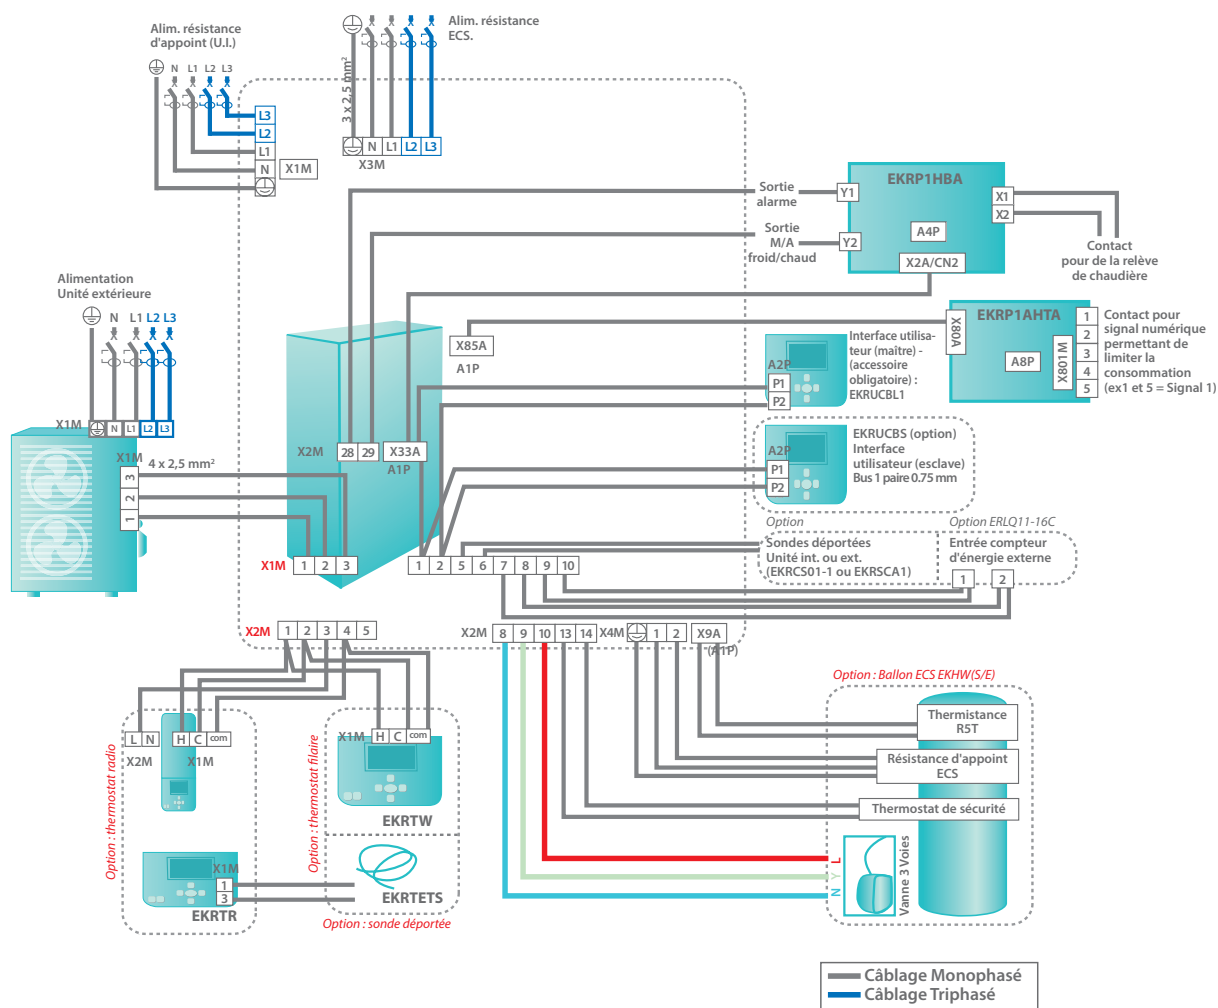 Alim. résistance
d'appoint (U.I.)
N L1 L2 L3
L3
L2
L1
N
X1M
Alim. résistance
ECS.
3 x 2,5 mm²
N L1 L2 L3
X3M
Sortie
alarme
Sortie
M/A
froid/chaud
EKRP1HBA
Y1
Y2
X1
X2
A4P
X2A/CN2
Contact
pour de la relève
de chaudière
Alimentation
Unité extérieure
N L1 L2 L3
X1M
N L1 L2 L3
X1M
3
2
1
4 x 2,5 mm²
X85A
A1P
EKRP1AHTA
X80A
A8P
X801M
1
2
3
4
5
Contact pour
signal numérique
permettant de
limiter la
consommation
(ex1 et 5 = Signal 1)
A2P
P1
P2
Interface utilisa-
teur (maître) -
(accessoire
obligatoire) :
EKRUCBL1
X2M 28 29 X33A
A1P
A2P
P1
P2
EKRUCBS (option)
Interface
utilisateur (esclave)
Bus 1 paire 0.75 mm
Option
Sondes déportées
Unité int. ou ext.
(EKRCS01-1 ou EKRSCA1)
Option ERLQ11-16C
Entrée compteur
d'énergie externe
1 2
X1M 1 2 3
1 2 5 6 7 8 9 10
X2M 1 2 3 4 5
X2M 8 9 10 13 14 X4M 1 2 X9A
(A1P)
Option : thermostat radio
L N H C com
X2M X1M
X1M
1
3
EKRTR
Option : thermostat filaire
X1M H C com
EKRTW
EKRTETS
Option : sonde déportée
Option : Ballon ECS EKHW(S/E)
Thermistance
R5T
Résistance d'appoint
ECS
Thermostat de sécurité
L
Y
N
Vanne 3 Voies
Câblage Monophasé
Câblage Triphasé